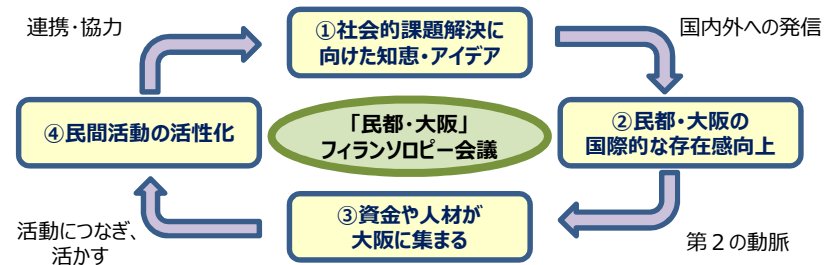 連携・協力
①社会的課題解決に
向けた知恵・アイデア
国内外への発信
④民間活動の活性化
「民都・大阪」
フィランソロピー会議
②民都・大阪の
国際的な存在感向上
活動につなぎ、
活かす
③資金や人材が
大阪に集まる
第２の動脈